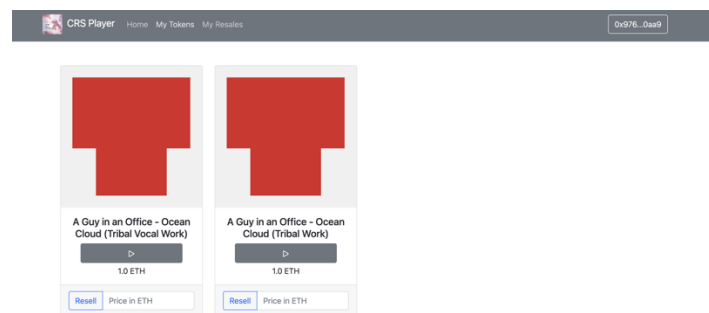 CRS Player Home My Tokens My Resales 0x976...0aa9
A Guy in an Office - Ocean
Cloud (Tribal Vocal Work)
1.0 ETH
Resell Price in ETH
A Guy in an Office - Ocean
Cloud (Tribal Work)
1.0 ETH
Resell Price in ETH